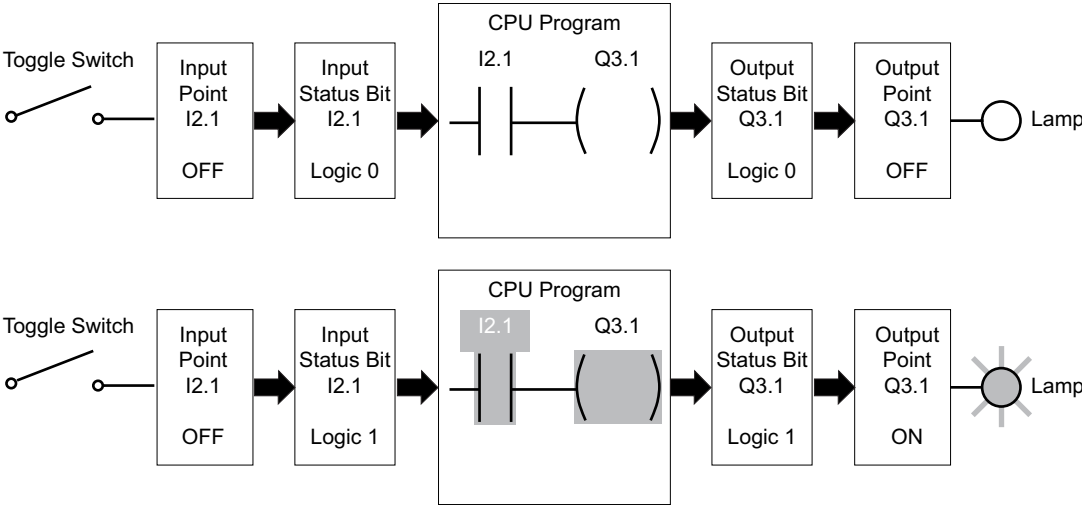 CPU Program
I2.1 Q3.1
Toggle Switch
Input
Point
I2.1
OFF
Input
Status Bit
I2.1
Logic 0
Output
Status Bit
Q3.1
Logic 0
Output
Point
Q3.1
OFF
Lamp
CPU Program
I2.1 Q3.1
Toggle Switch
Input
Point
I2.1
OFF
Input
Status Bit
I2.1
Logic 1
Output
Status Bit
Q3.1
Logic 1
Output
Point
Q3.1
ON
Lamp